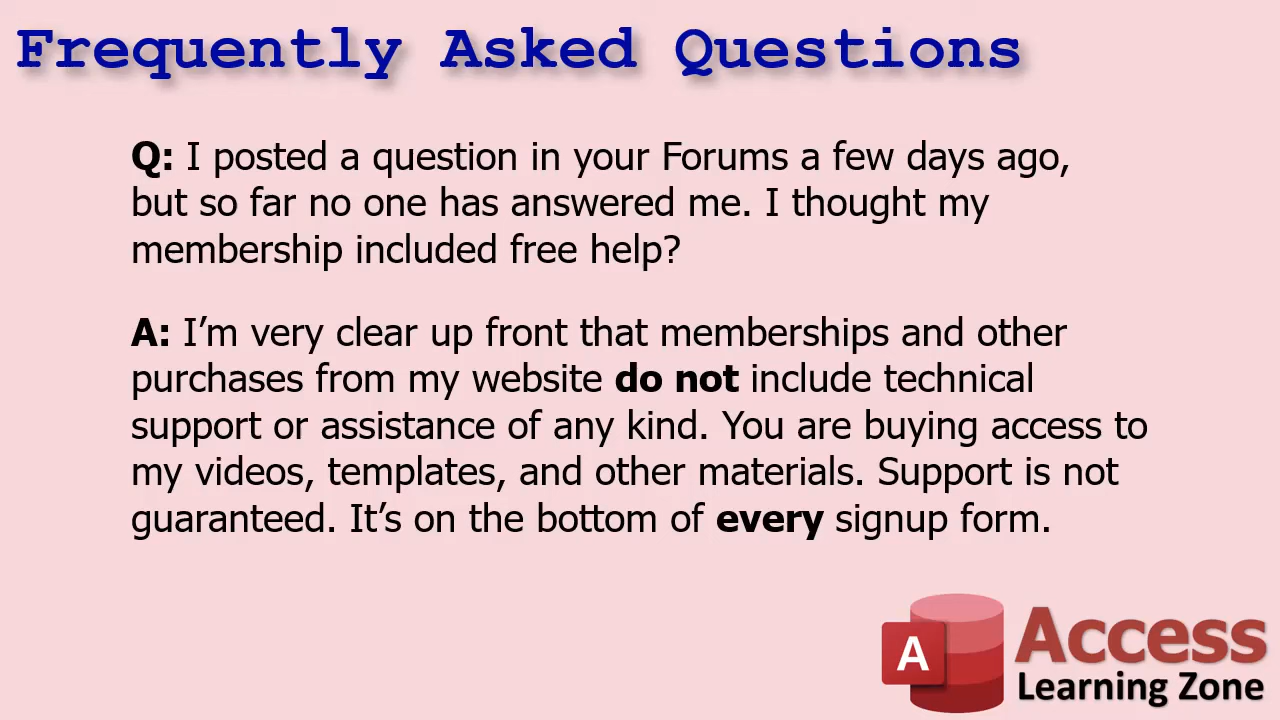 Frequently Asked Questions
Q: I posted a question in your Forums a few days ago,
but so far no one has answered me. I thought my
membership included free help?
A: I’m very clear up front that memberships and other
purchases from my website do not include technical
support or assistance of any kind. You are buying access to
my videos, templates, and other materials. Support is not
guaranteed. It’s on the bottom of every signup form.
A
Access
Learning Zone